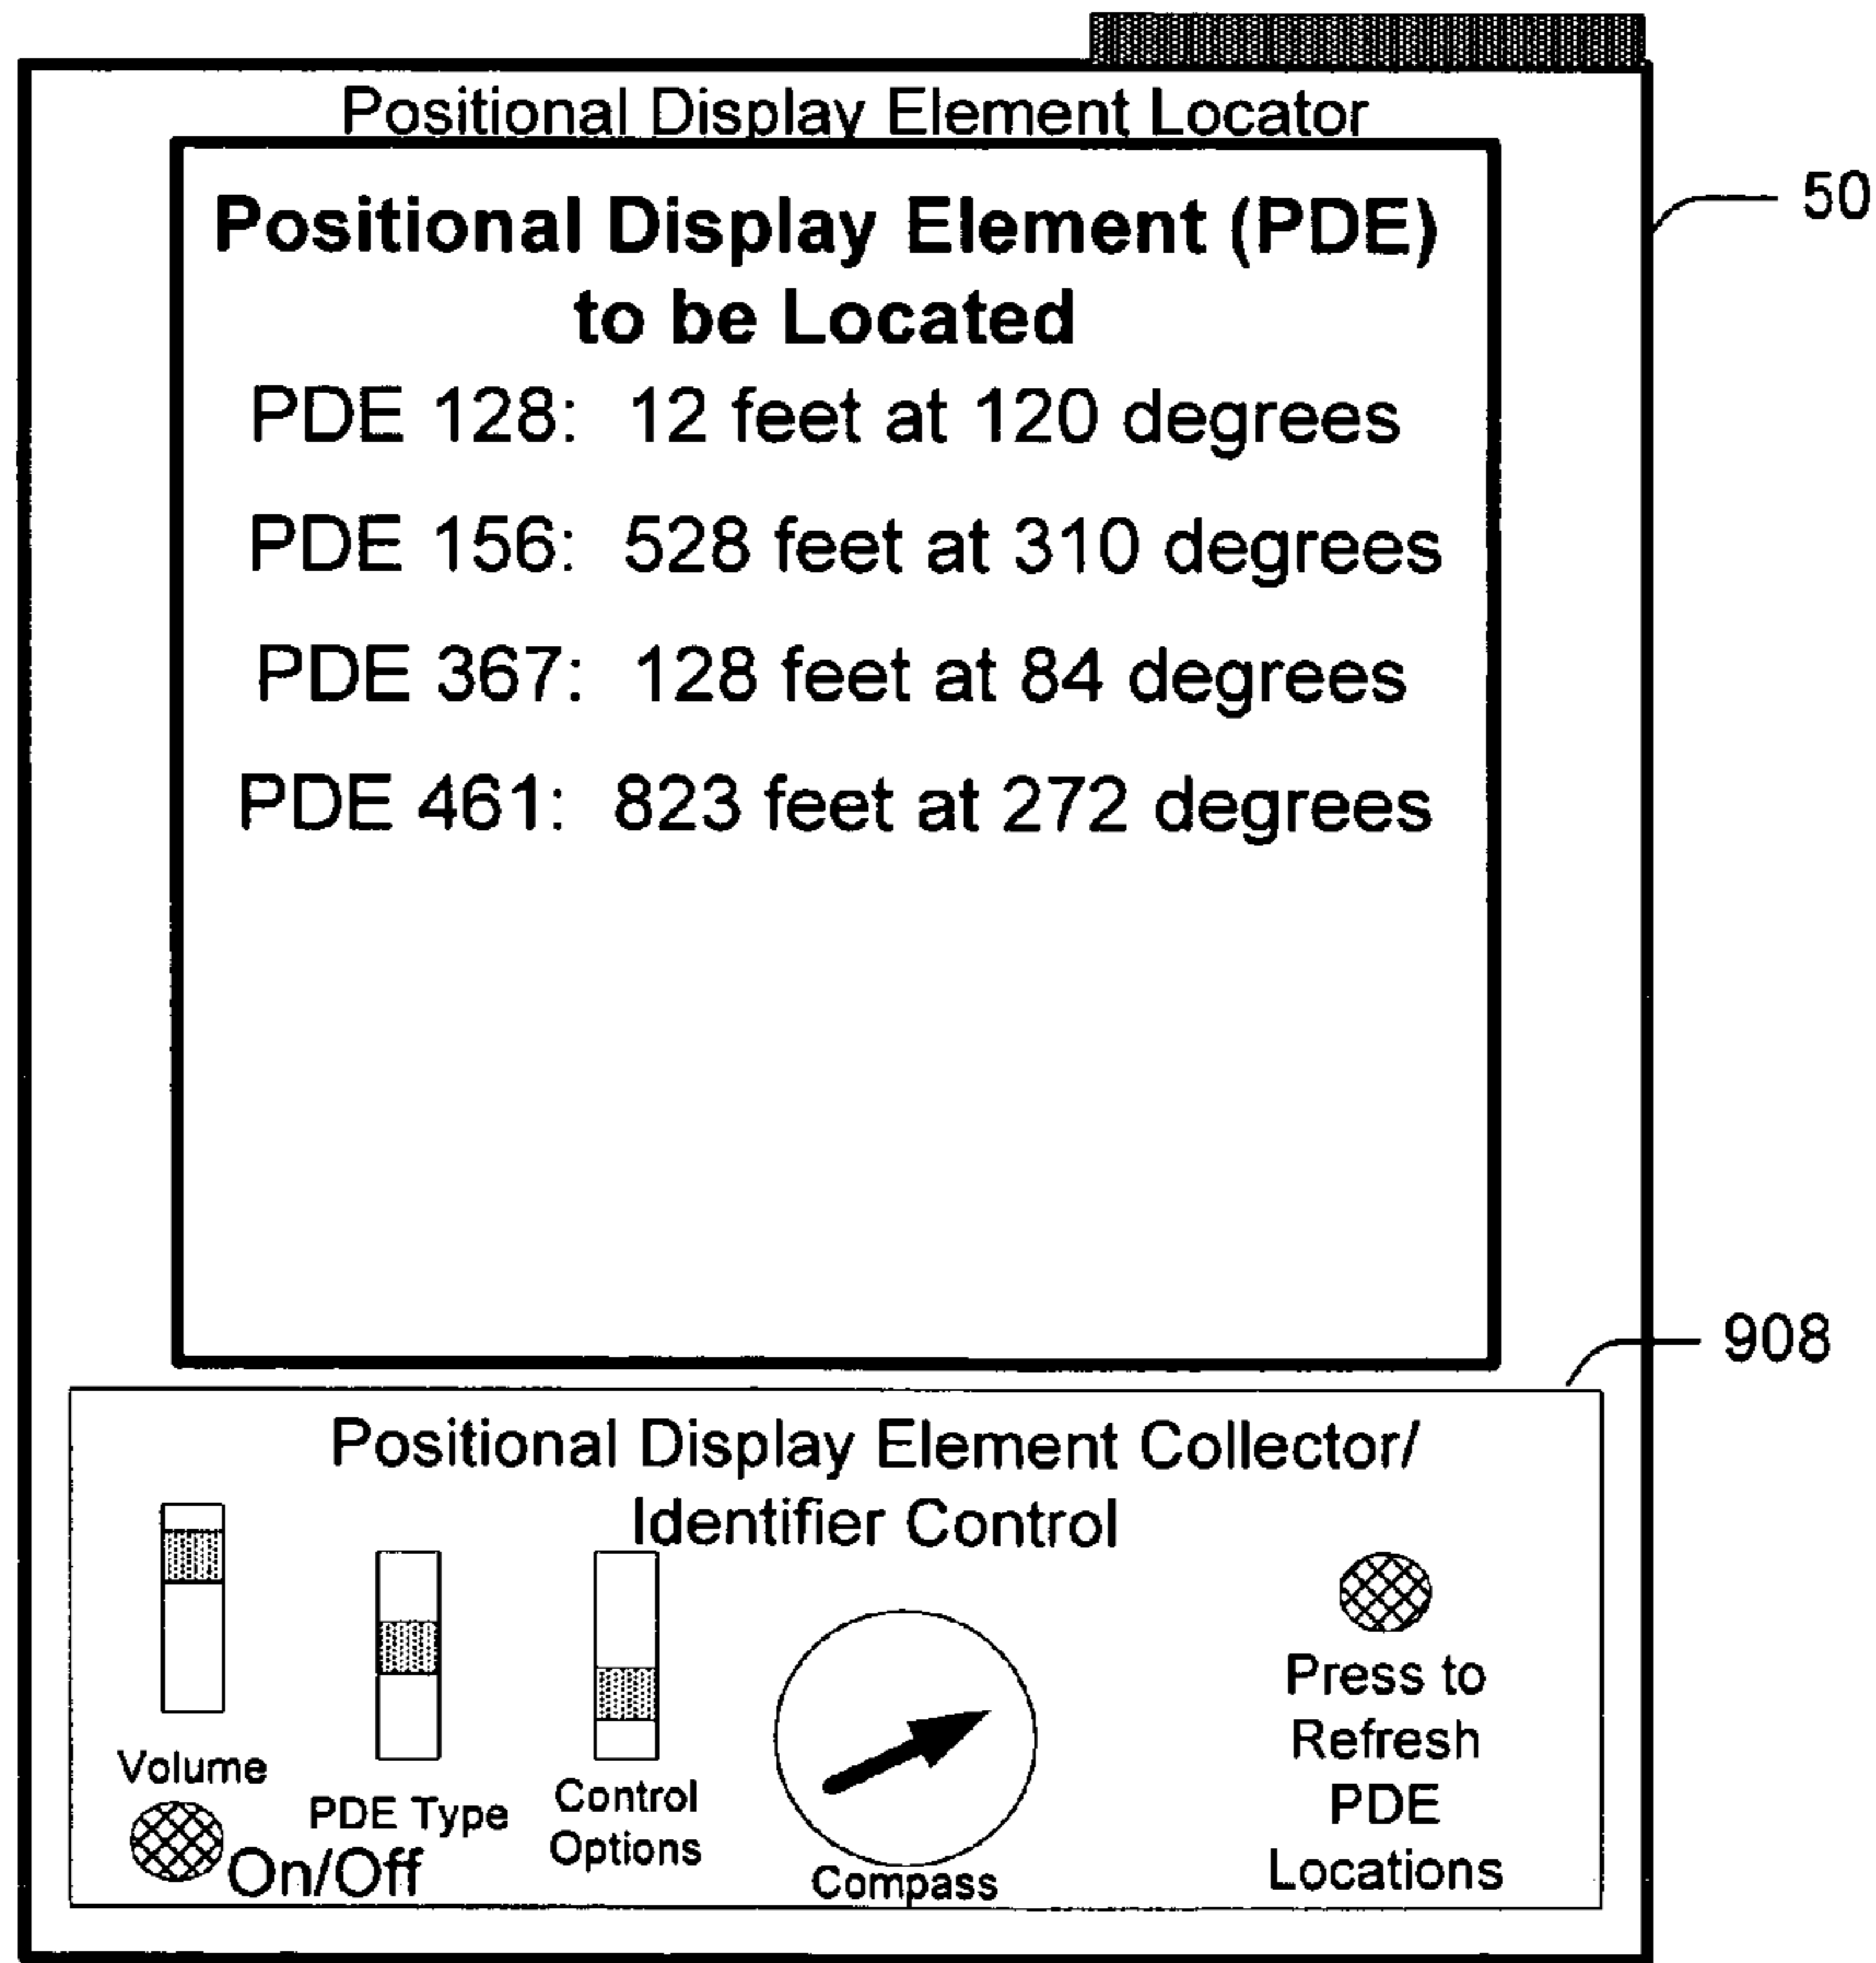 Positional Display Element Locator
Positional Display Element (PDE)
to be Located
PDE 128: 12 feet at 120 degrees
PDE 156: 528 feet at 310 degrees
PDE 367: 128 feet at 84 degrees
PDE 461: 823 feet at 272 degrees
50
908
Positional Display Element Collector/
Identifier Control
Volume
On/Off
PDE Type
Control
Options
Compass
Press to
Refresh
PDE
Locations